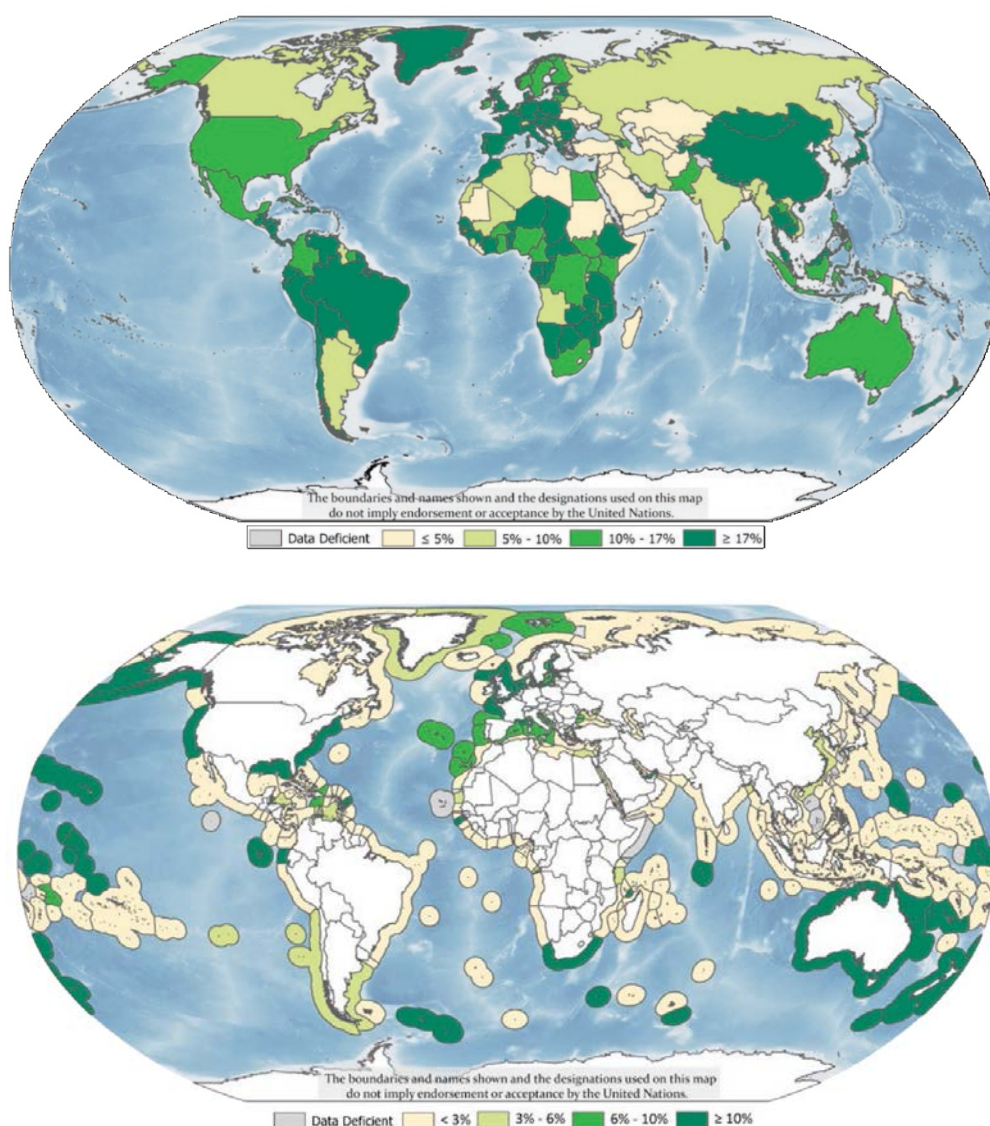 The boundaries and names shown and the designations used on this map
do not imply endorsement or acceptance by the United Nations.
Data Deficient ≤ 5% 5% - 10% 10% - 17% ≥ 17%
The boundaries and names shown and the designations used on this map
do not imply endorsement or acceptance by the United Nations.
Data Deficient < 3% 3% - 6% 6% - 10% ≥ 10%